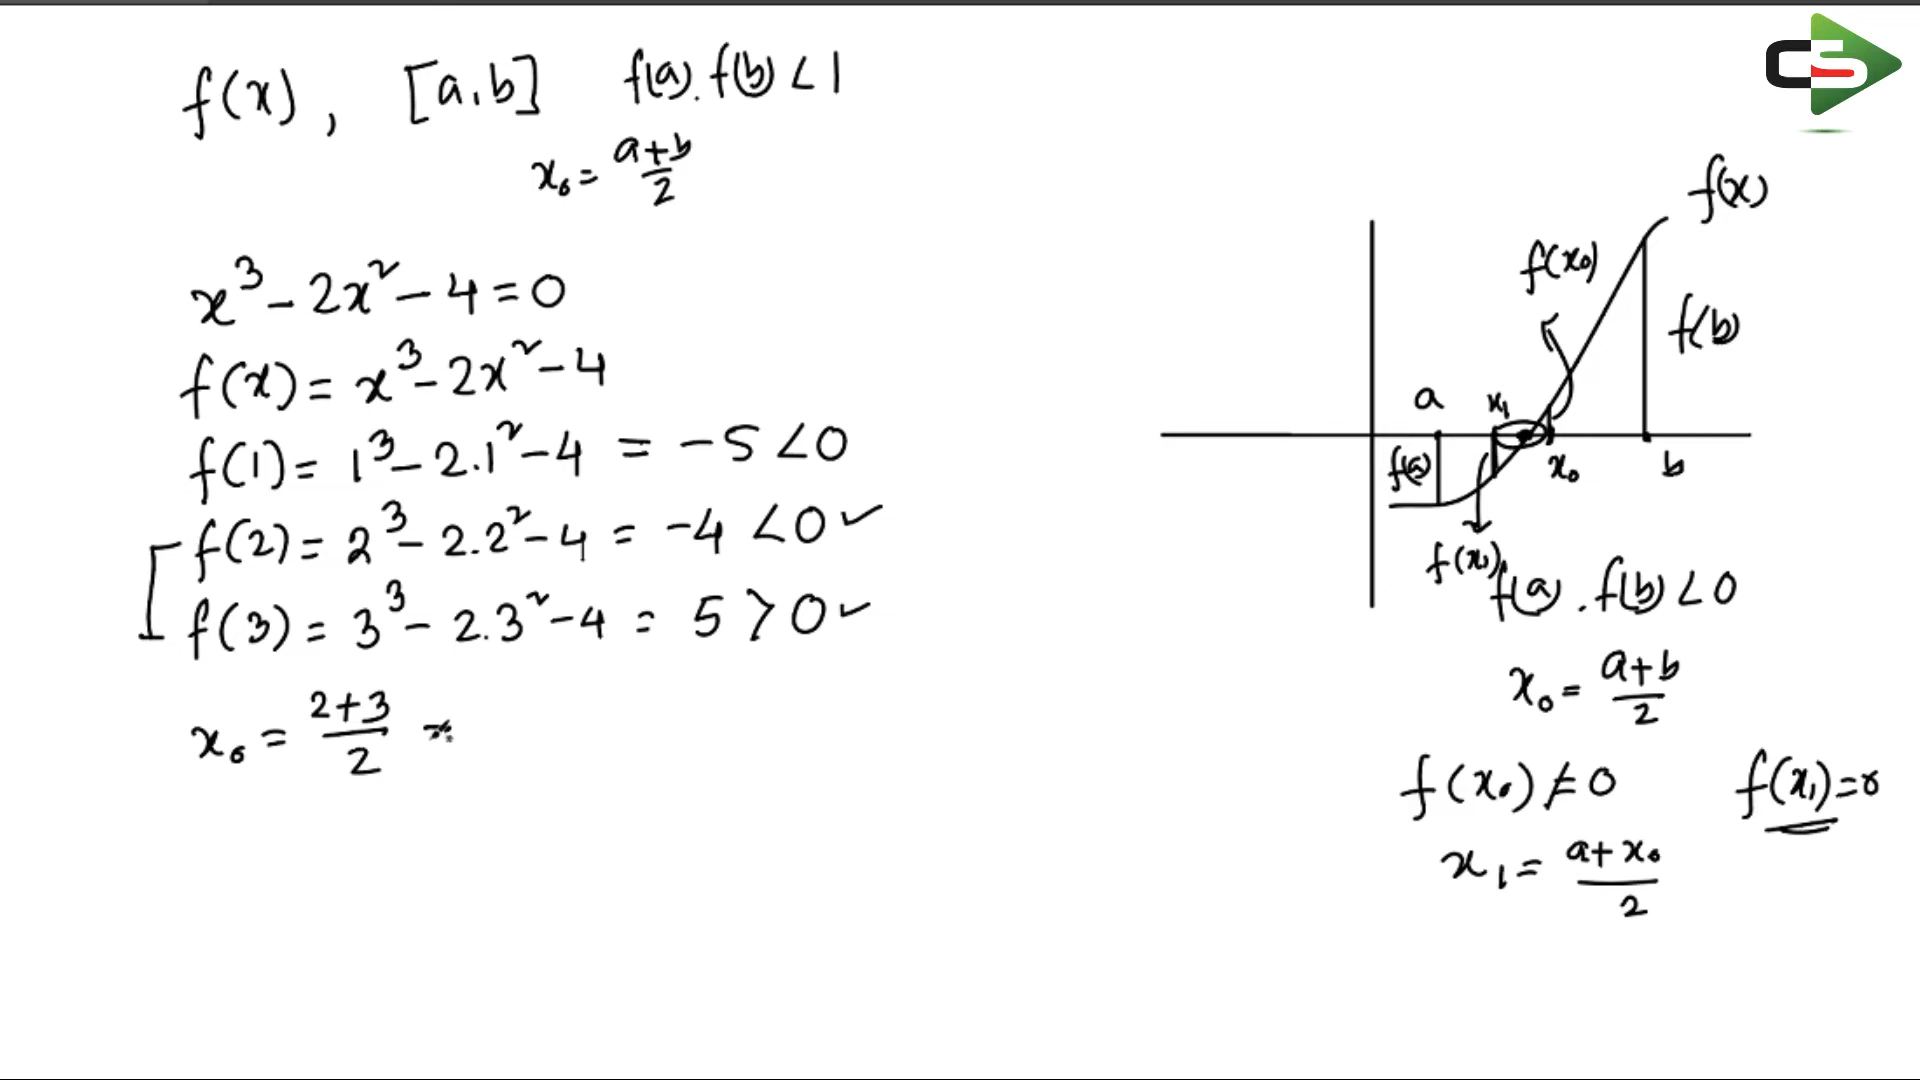 f(x), [a,b] f(a).f(b) < 1
x₀ = a+b/2
x³ - 2x² - 4 = 0
f(x) = x³ - 2x² - 4
f(1) = 1³ - 2.1² - 4 = -5 < 0
f(2) = 2³ - 2.2² - 4 = -4 < 0 ✓
f(3) = 3³ - 2.3² - 4 = 5 > 0 ✓
x₀ = 2+3/2 =
CS
f(x)
f(x₀)
f(b)
a x₁
f(a) x₀ b
f(x₁)
f(a).f(b) < 0
x₀ = a+b/2
f(x₀) ≠ 0 f(x₁) = 0
x₁ = a+x₀/2